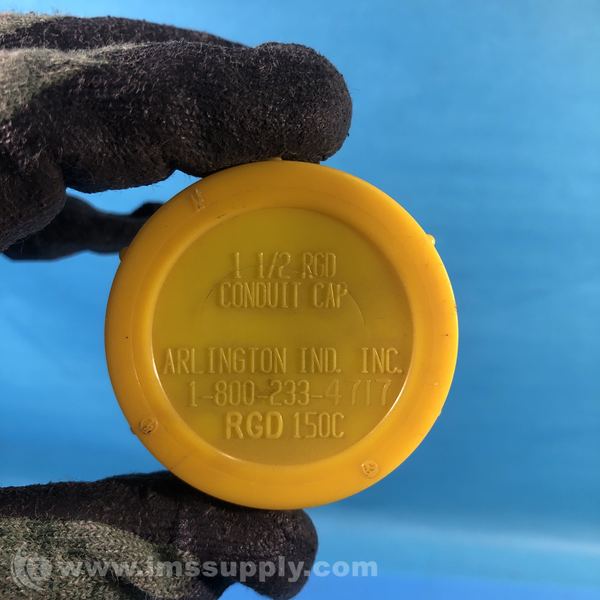 1 1/2-RGD
CONDUIT CAP
ARLINGTON IND. INC.
1-800-233-4717
RGD 150C
www.imssupply.com